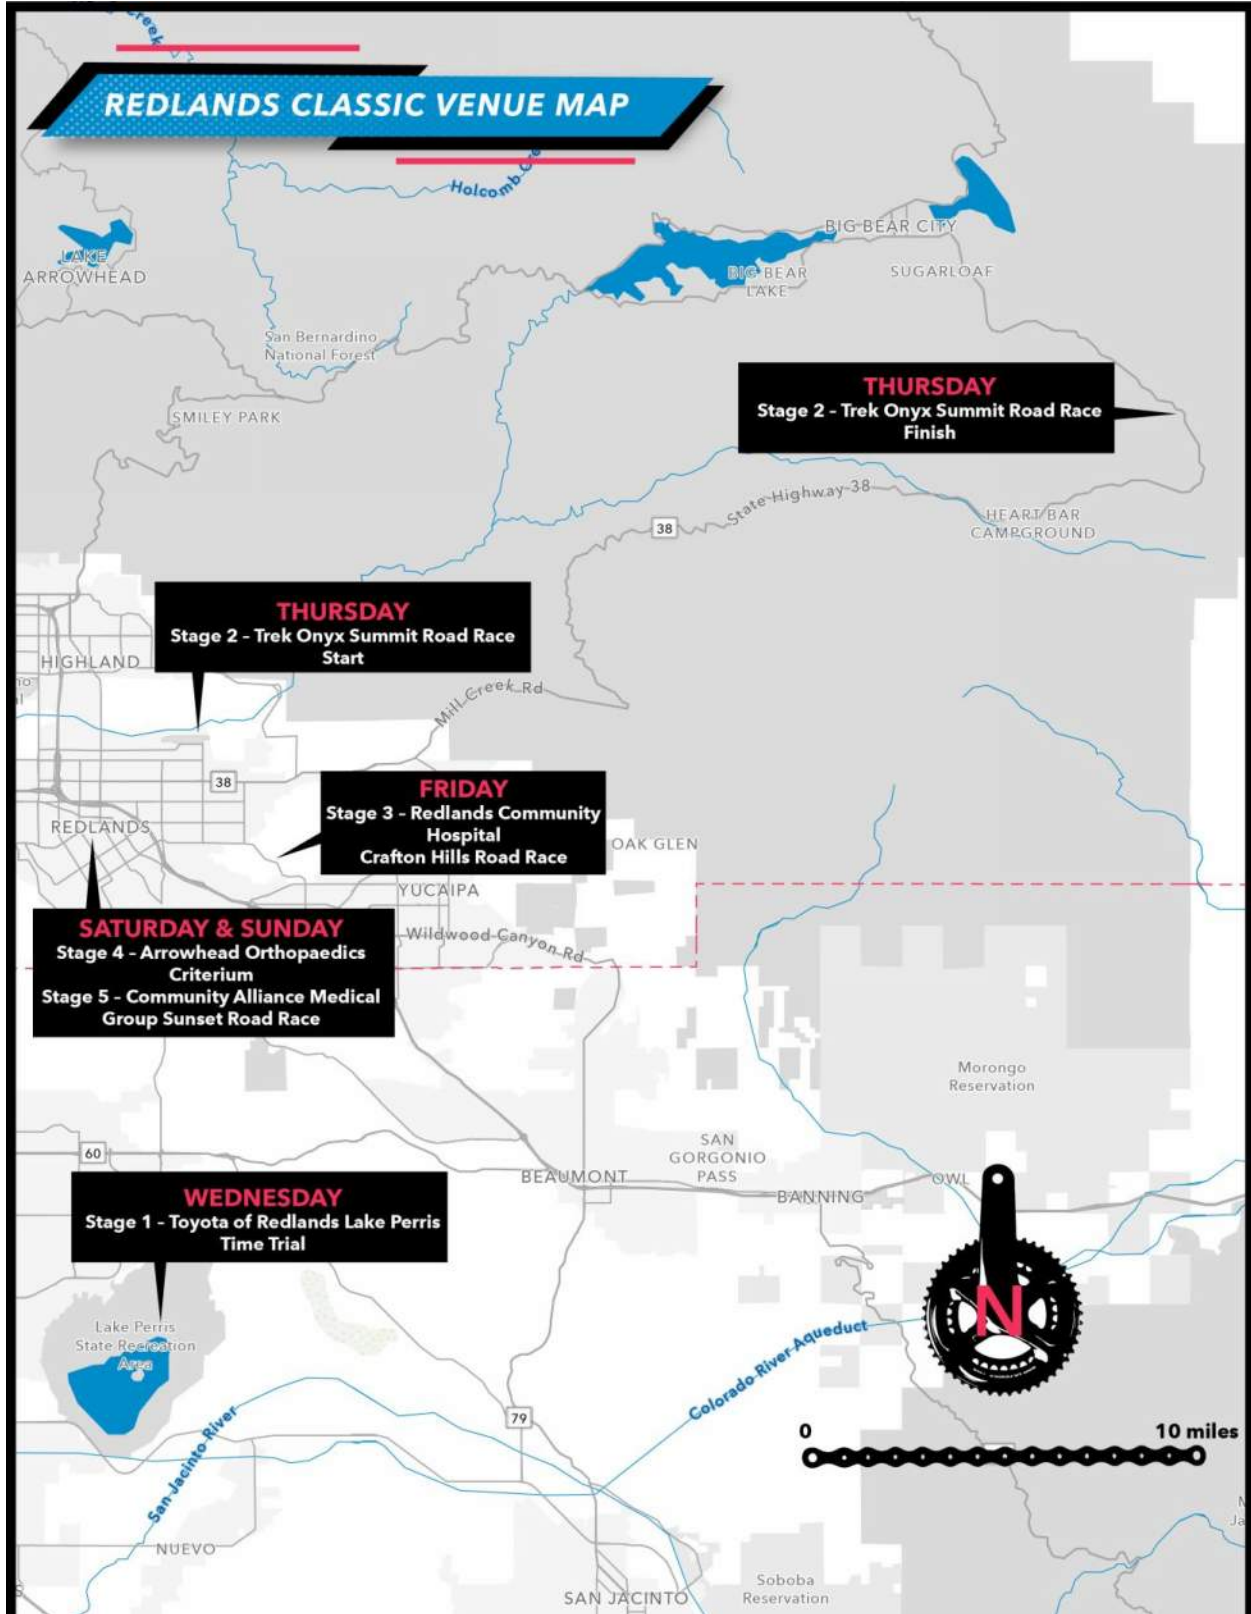 Creek
REDLANDS CLASSIC VENUE MAP
Holcomb Cre
LAKE
ARROWHEAD
BIG BEAR CITY
BIG BEAR
LAKE
SUGARLOAF
San Bernardino
National Forest
SMILEY PARK
THURSDAY
Stage 2 - Trek Onyx Summit Road Race
Finish
State Highway 38
38
HEART BAR
CAMPGROUND
THURSDAY
Stage 2 - Trek Onyx Summit Road Race
Start
HIGHLAND
Mill Creek Rd
38
FRIDAY
Stage 3 - Redlands Community
Hospital
Crafton Hills Road Race
REDLANDS
OAK GLEN
YUCAIPA
SATURDAY & SUNDAY
Stage 4 - Arrowhead Orthopaedics
Criterium
Stage 5 - Community Alliance Medical
Group Sunset Road Race
Wildwood Canyon Rd
Morongo
Reservation
60
SAN
GORGONIO
PASS
BEAUMONT
BANNING
OWL
WEDNESDAY
Stage 1 - Toyota of Redlands Lake Perris
Time Trial
N
Lake Perris
State Recreation
Area
Colorado River Aqueduct
San Jacinto River
79
0
10 miles
NUEVO
SAN JACINTO
Soboba
Reservation